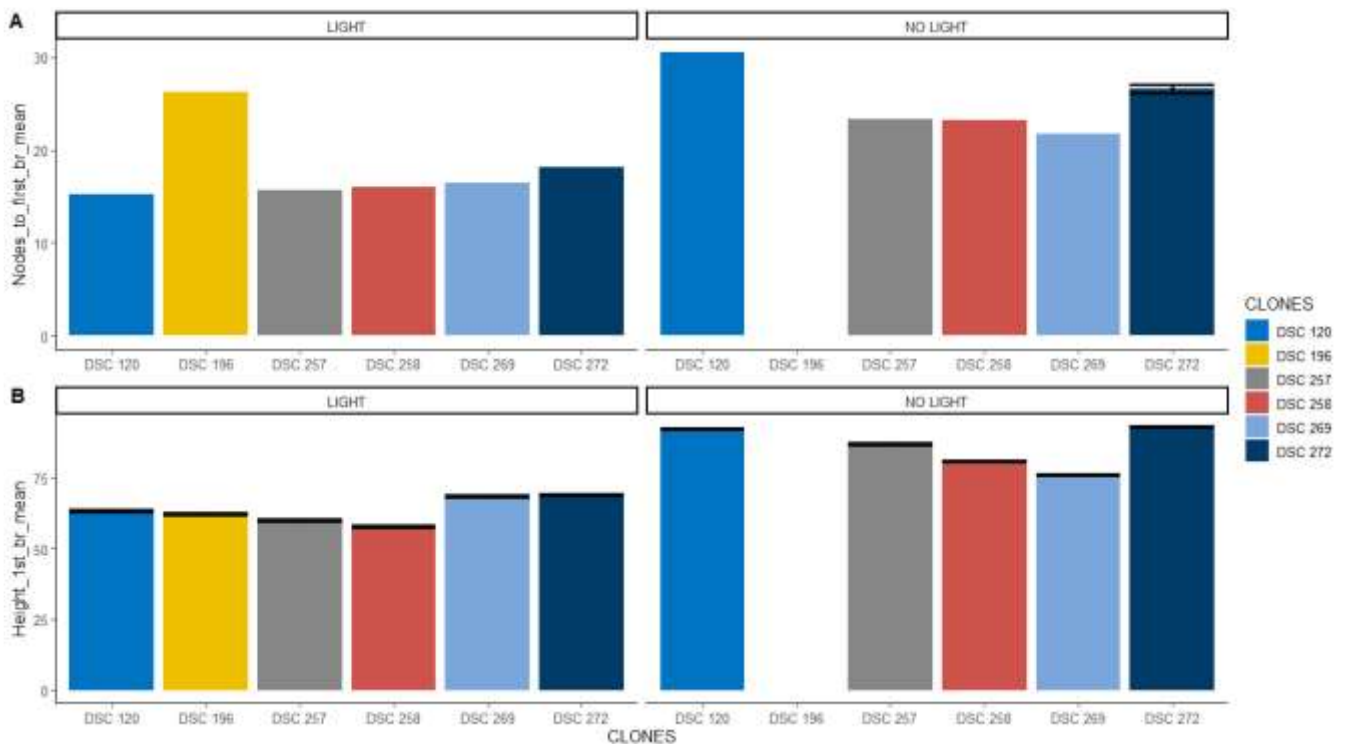 A
LIGHT
NO LIGHT
Nodes_to_first_br_mean
30
20
10
0
DSC 120 DSC 196 DSC 257 DSC 258 DSC 269 DSC 272
DSC 120 DSC 196 DSC 257 DSC 258 DSC 269 DSC 272
B
LIGHT
NO LIGHT
Height_1st_br_mean
75
50
25
0
DSC 120 DSC 196 DSC 257 DSC 258 DSC 269 DSC 272
DSC 120 DSC 196 DSC 257 DSC 258 DSC 269 DSC 272
CLONES
CLONES
DSC 120
DSC 196
DSC 257
DSC 258
DSC 269
DSC 272